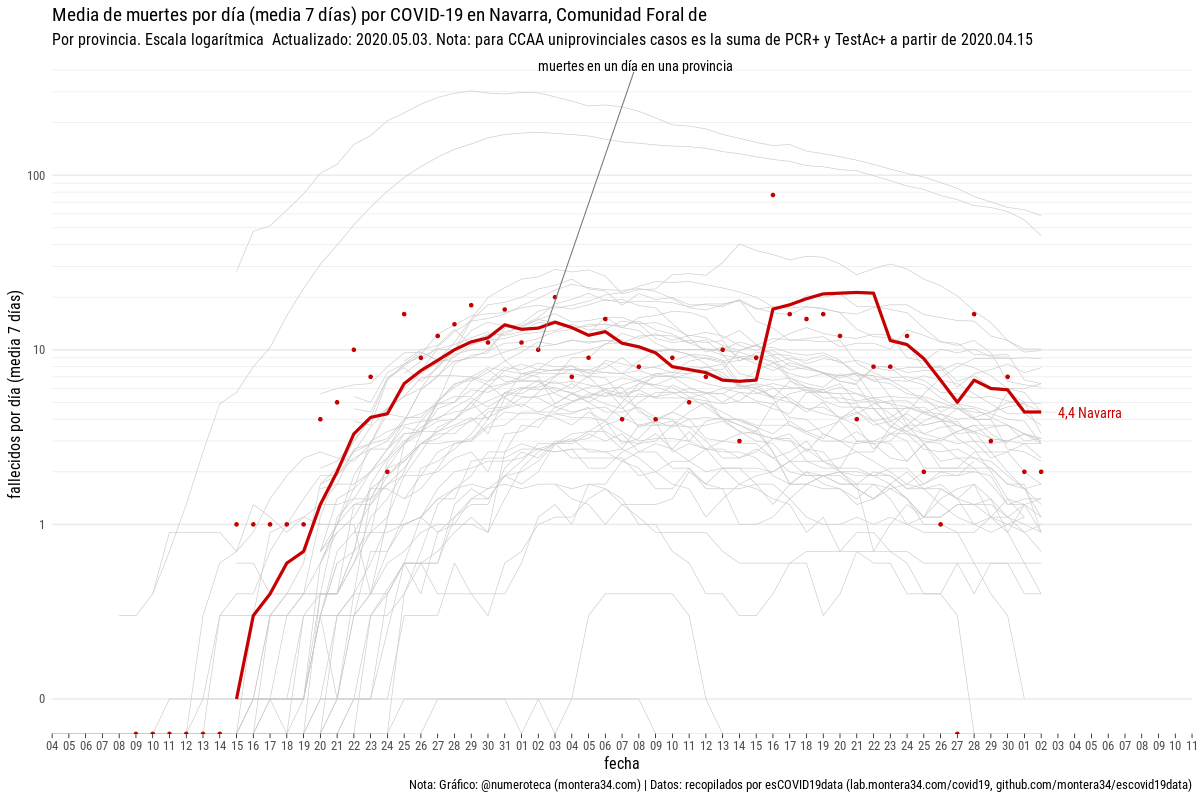 Media de muertes por día (media 7 días) por COVID-19 en Navarra, Comunidad Foral de
Por provincia. Escala logarítmica  Actualizado: 2020.05.03. Nota: para CCAA uniprovinciales casos es la suma de PCR+ y TestAc+ a partir de 2020.04.15
muertes en un día en una provincia
fallecidos por día (media 7 días)
100
10
1
0
4,4 Navarra
04 05 06 07 08 09 10 11 12 13 14 15 16 17 18 19 20 21 22 23 24 25 26 27 28 29 30 31 01 02 03 04 05 06 07 08 09 10 11 12 13 14 15 16 17 18 19 20 21 22 23 24 25 26 27 28 29 30 01 02 03 04 05 06 07 08 09 10 11
fecha
Nota: Gráfico: @numeroteca (montera34.com) | Datos: recopilados por esCOVID19data (lab.montera34.com/covid19, github.com/montera34/escovid19data)